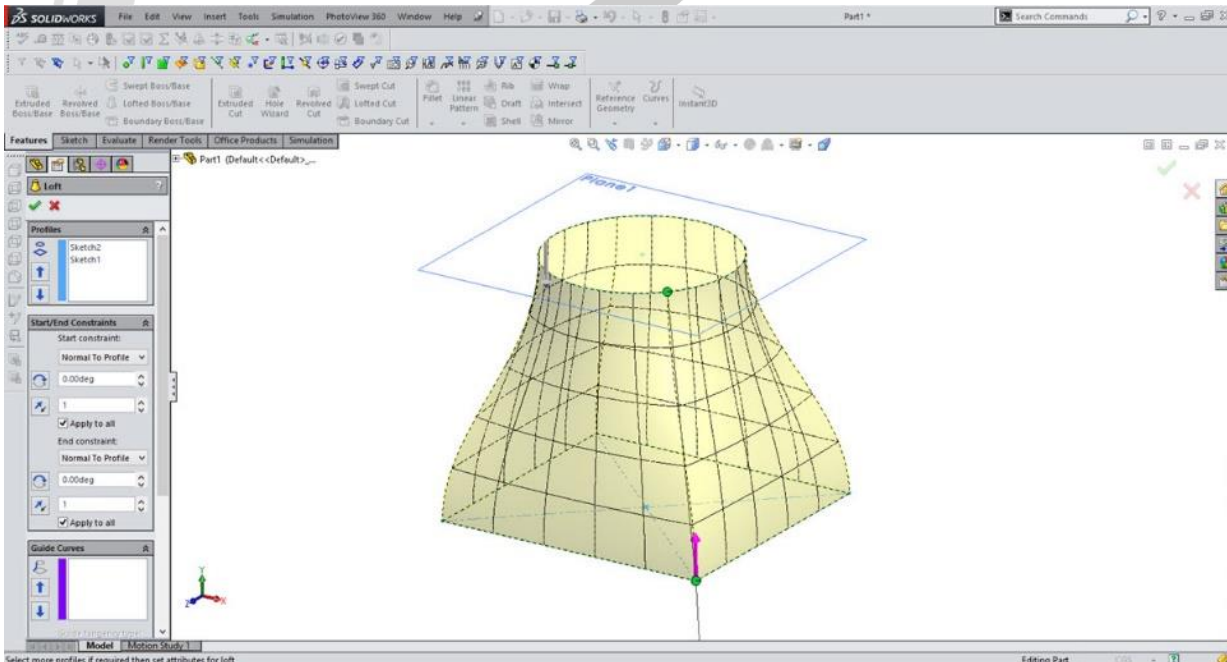 SOLIDWORKS File Edit View Insert Tools Simulation PhotoView 360 Window Help Part1 * Search Commands
Extruded Boss/Base Revolved Boss/Base Swept Boss/Base Extruded Cut Hole Wizard Revolved Cut Swept Cut Fillet Linear Pattern Rib Wrap Reference Geometry Curves Instant3D
Lofted Boss/Base Lofted Cut Draft Intersect
Boundary Boss/Base Boundary Cut Shell Mirror
Features Sketch Evaluate Render Tools Office Products Simulation
Part1 (Default<<Default>_...
Loft ?
Plane1
Profiles
Sketch2
Sketch1
Start/End Constraints
Start constraint:
Normal To Profile
0.00deg
1
Apply to all
End constraint:
Normal To Profile
0.00deg
1
Apply to all
Guide Curves
Y
Z X
Model Motion Study 1
Select more profiles if required then set attributes for loft
Editing Part CGS